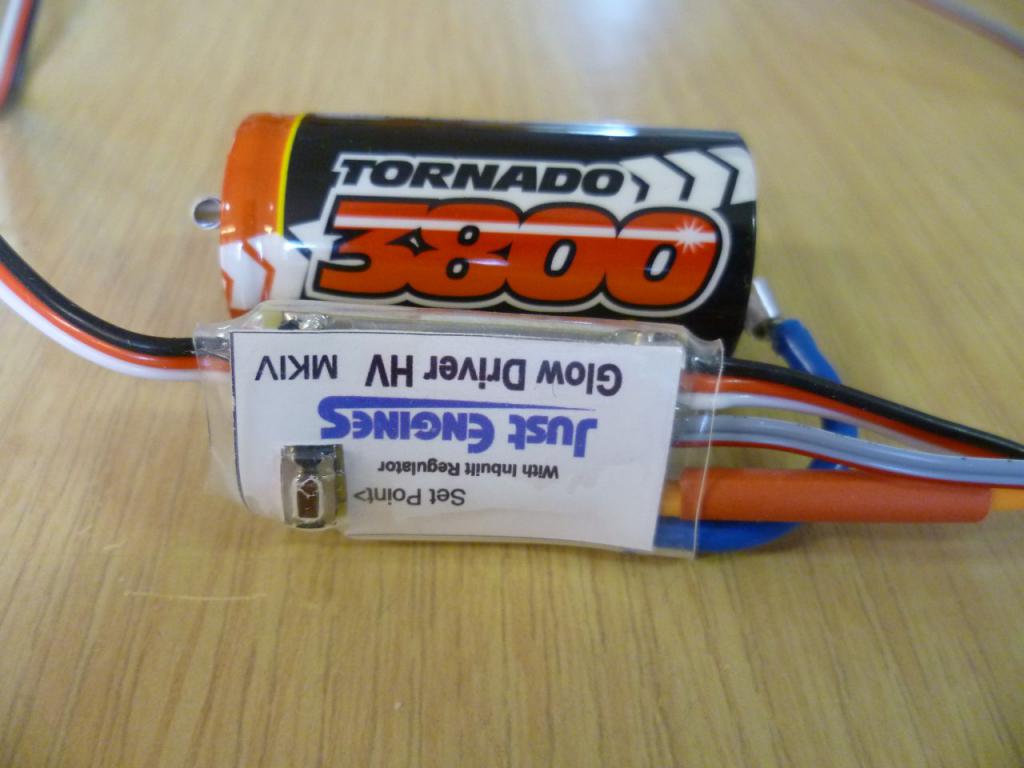 TORNADO
3800
Glow Driver HV MKIV
JUST ENGINES
With Inbuilt Regulator
Set Point>